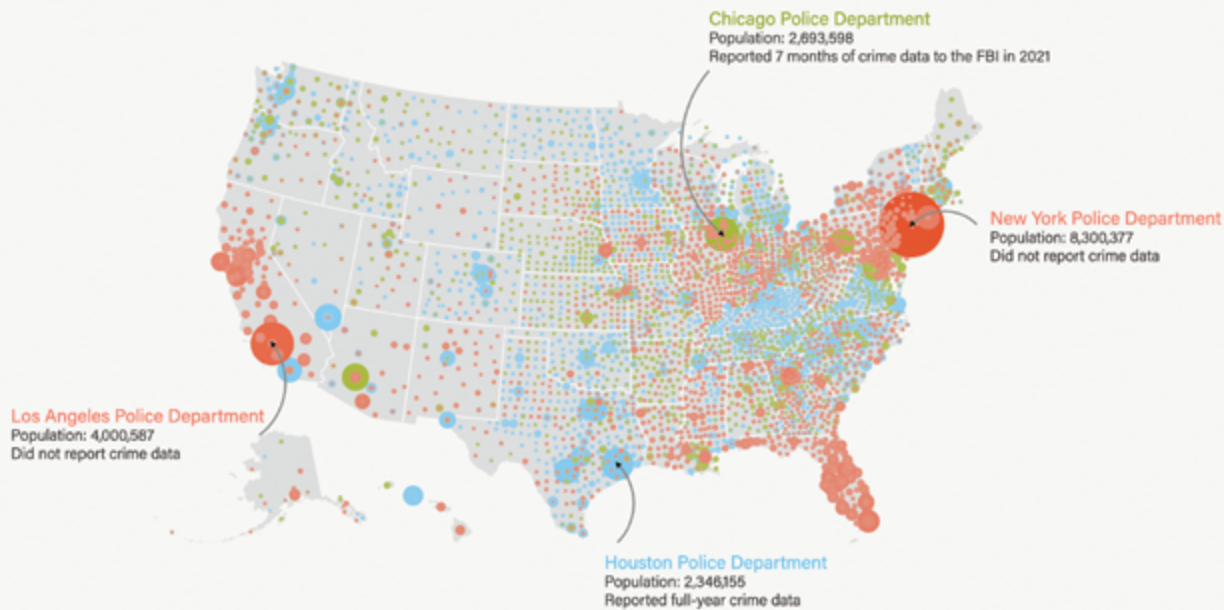 Chicago Police Department
Population: 2,693,598
Reported 7 months of crime data to the FBI in 2021
New York Police Department
Population: 8,300,377
Did not report crime data
Los Angeles Police Department
Population: 4,000,587
Did not report crime data
Houston Police Department
Population: 2,346,155
Reported full-year crime data